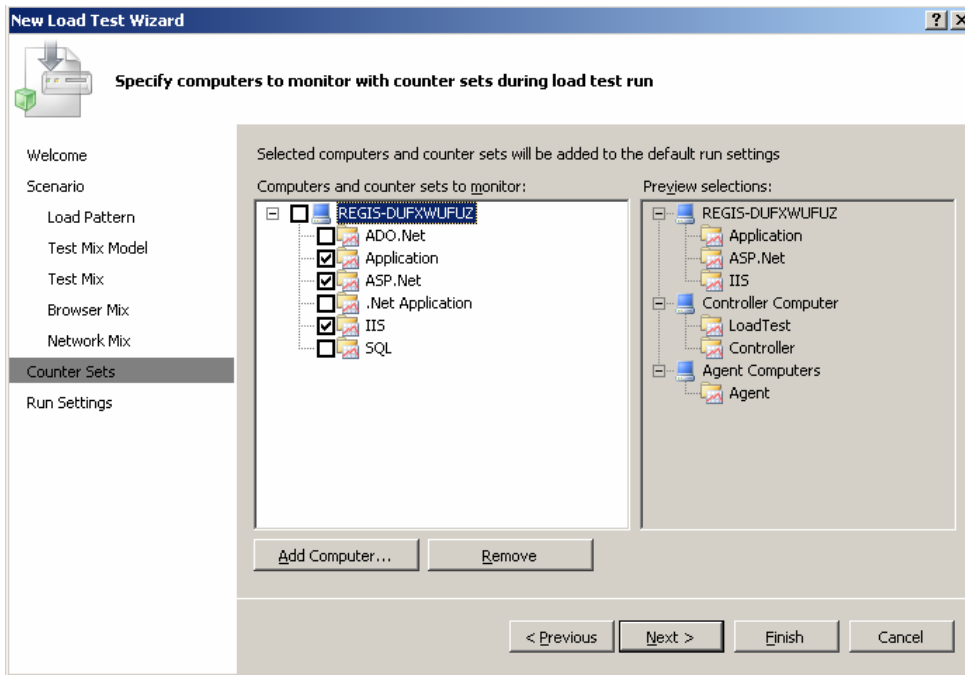 New Load Test Wizard
Specify computers to monitor with counter sets during load test run
Welcome
Scenario
Load Pattern
Test Mix Model
Test Mix
Browser Mix
Network Mix
Counter Sets
Run Settings
Selected computers and counter sets will be added to the default run settings
Computers and counter sets to monitor:
REGIS-DUFXWUFUZ
ADO.Net
Application
ASP.Net
.Net Application
IIS
SQL
Add Computer...
Remove
Preview selections:
REGIS-DUFXWUFUZ
Application
ASP.Net
IIS
Controller Computer
LoadTest
Controller
Agent Computers
Agent
< Previous
Next >
Finish
Cancel